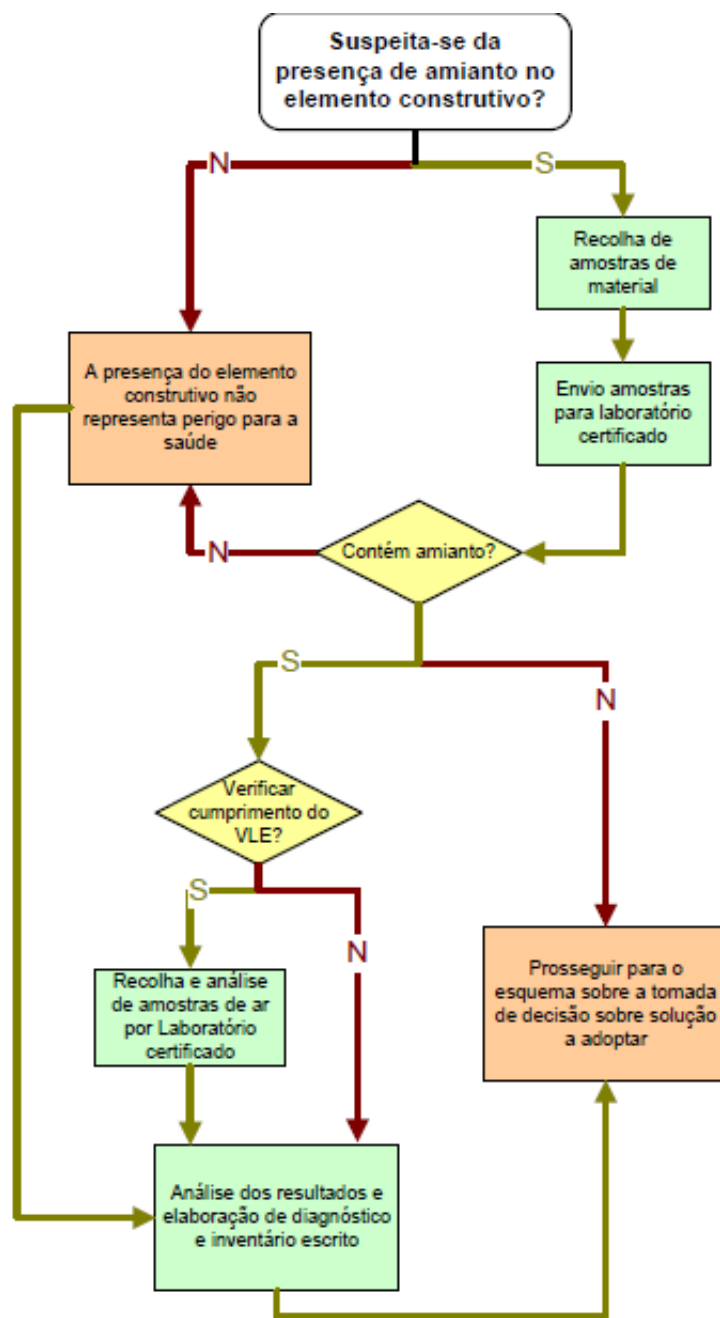 Suspeita-se da
presença de amianto no
elemento construtivo?
N
S
Recolha de
amostras de
material
A presença do elemento
construtivo não
representa perigo para a
saúde
Envio amostras
para laboratório
certificado
N
Contém amianto?
S
N
Verificar
cumprimento do
VLE?
S
N
Recolha e análise
de amostras de ar
por Laboratório
certificado
Prosseguir para o
esquema sobre a tomada
de decisão sobre solução
a adoptar
Análise dos resultados e
elaboração de diagnóstico
e inventário escrito